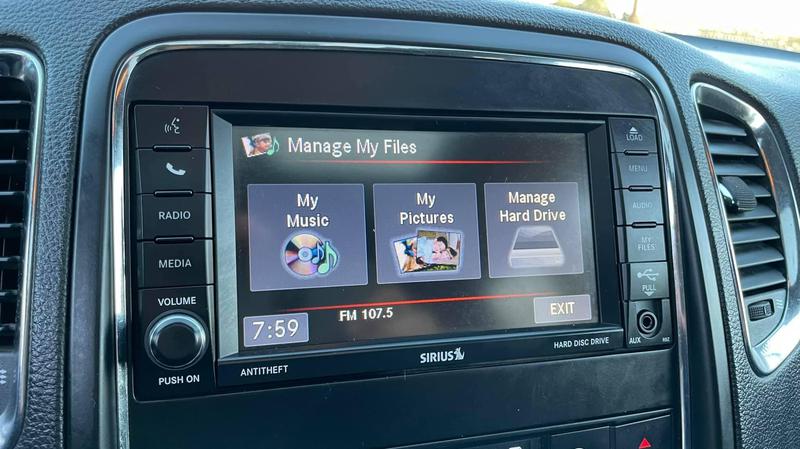 Manage My Files
My
Music
My
Pictures
Manage
Hard Drive
7:59
FM 107.5
EXIT
RADIO
MEDIA
VOLUME
PUSH ON
ANTITHEFT
SIRIUS
HARD DISC DRIVE
LOAD
MENU
AUDIO
MY
FILES
PULL
AUX